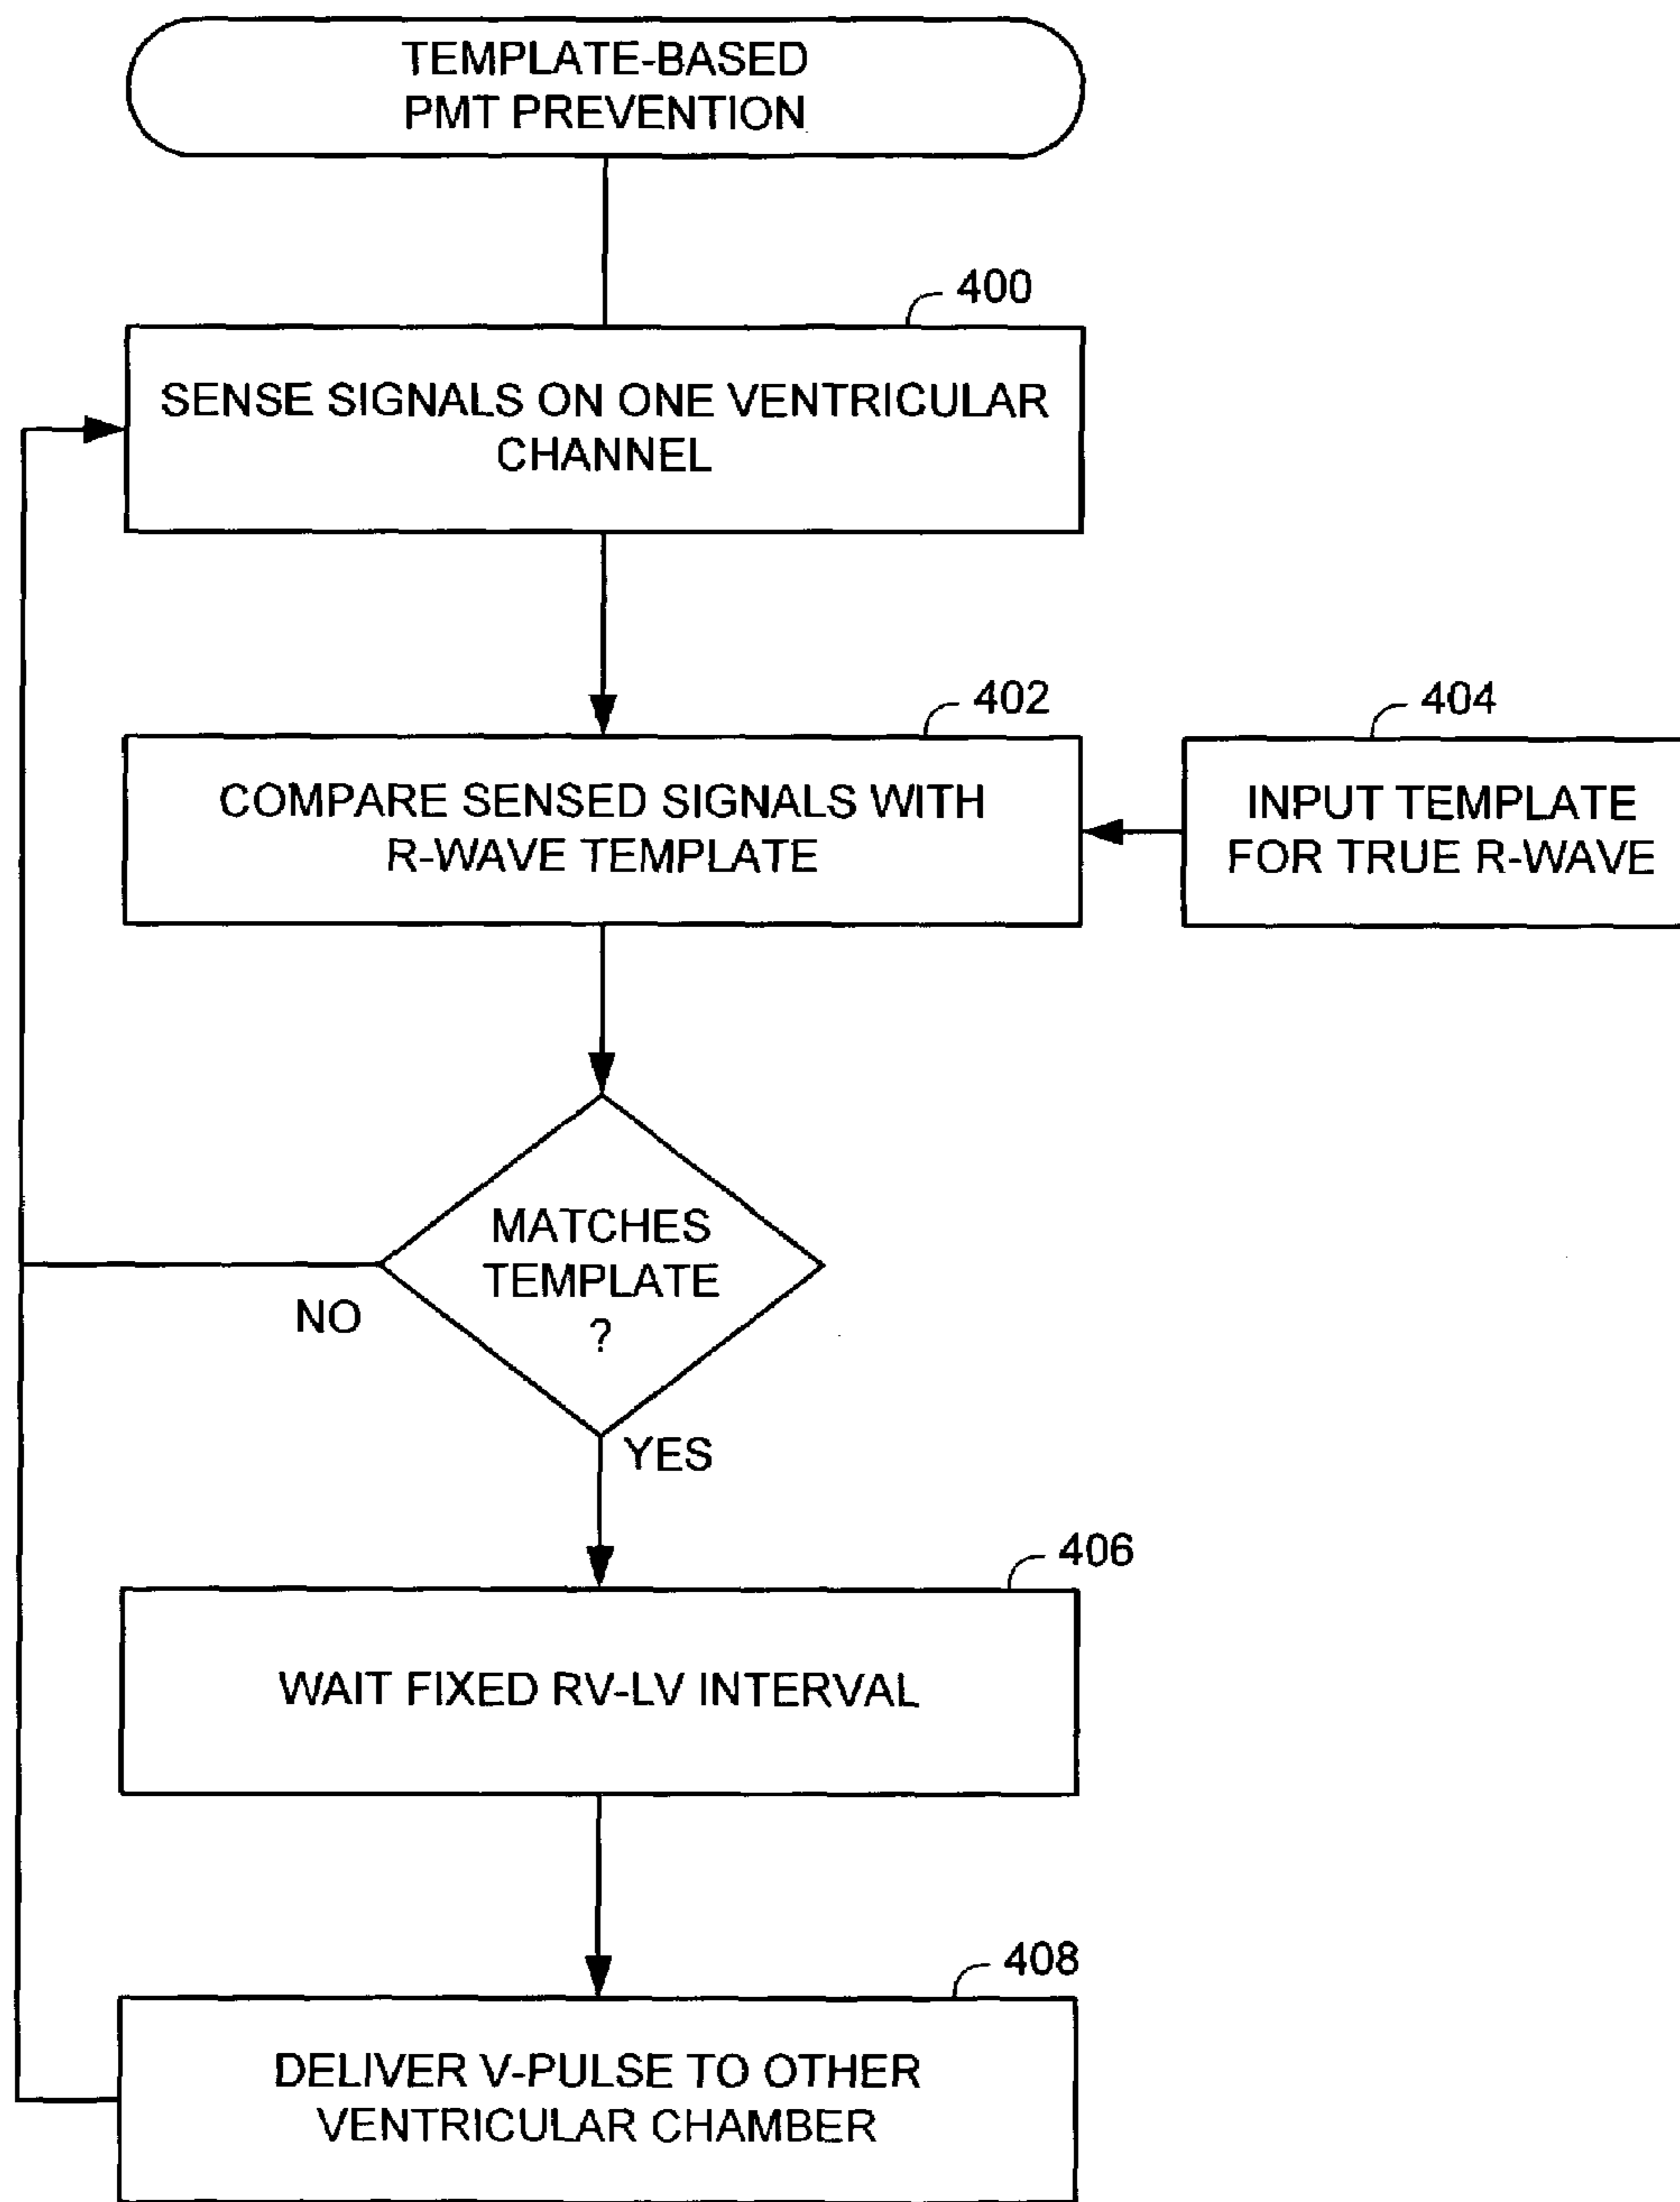 TEMPLATE-BASED
PMT PREVENTION
400
SENSE SIGNALS ON ONE VENTRICULAR
CHANNEL
402
COMPARE SENSED SIGNALS WITH
R-WAVE TEMPLATE
404
INPUT TEMPLATE
FOR TRUE R-WAVE
MATCHES
TEMPLATE
?
NO
YES
406
WAIT FIXED RV-LV INTERVAL
408
DELIVER V-PULSE TO OTHER
VENTRICULAR CHAMBER